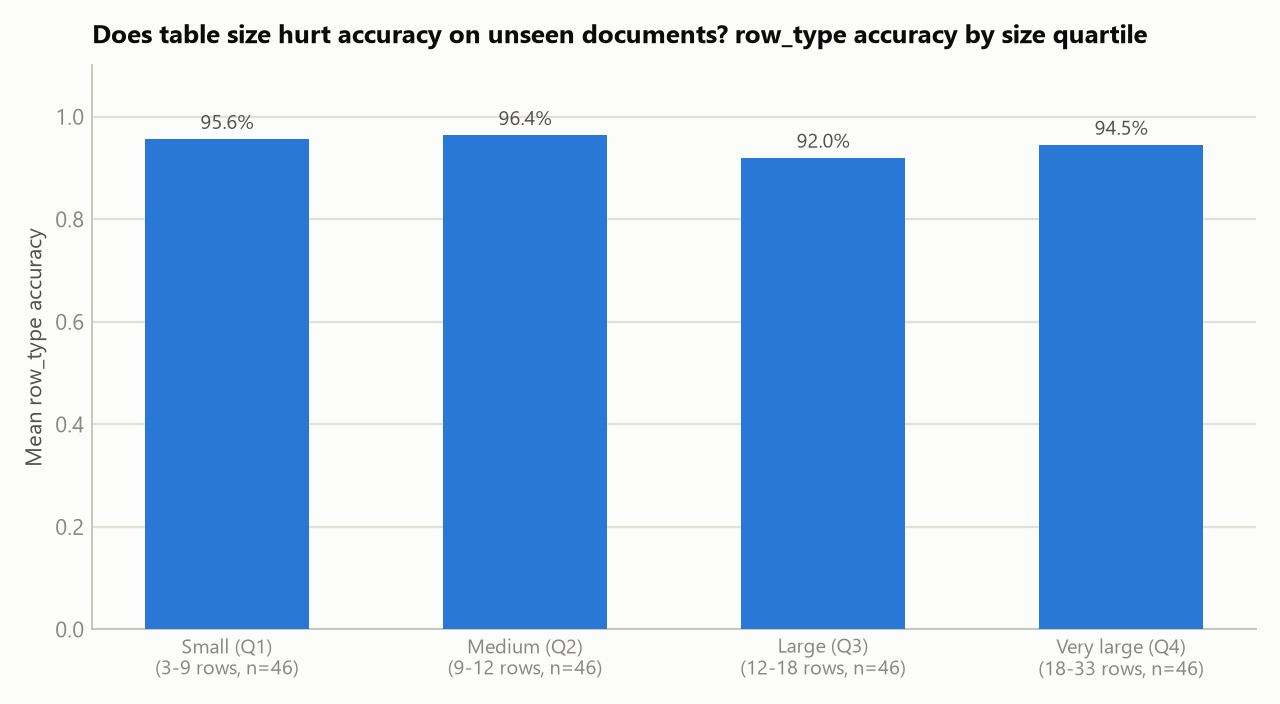 Does table size hurt accuracy on unseen documents? row_type accuracy by size quartile
Mean row_type accuracy
1.0
0.8
0.6
0.4
0.2
0.0
95.6%
96.4%
92.0%
94.5%
Small (Q1)
(3-9 rows, n=46)
Medium (Q2)
(9-12 rows, n=46)
Large (Q3)
(12-18 rows, n=46)
Very large (Q4)
(18-33 rows, n=46)